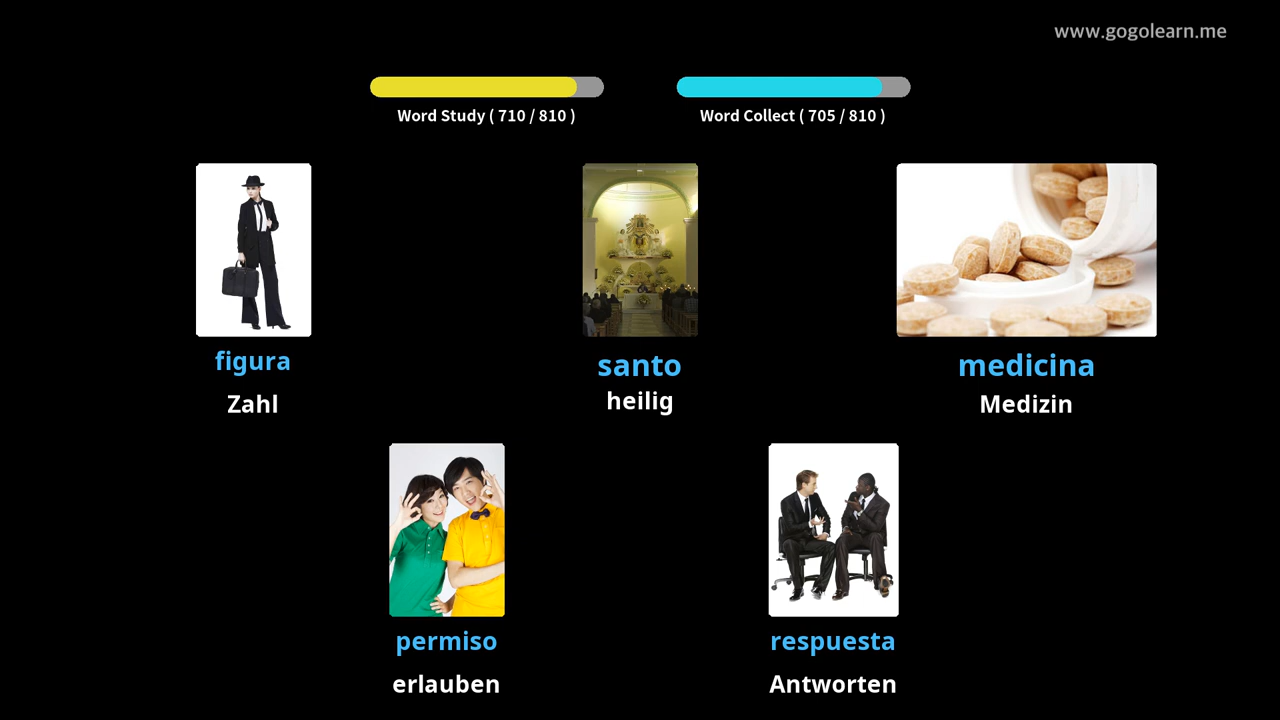 www.gogolearn.me
Word Study ( 710 / 810 )
Word Collect ( 705 / 810 )
figura
Zahl
santo
heilig
medicina
Medizin
permiso
erlauben
respuesta
Antworten